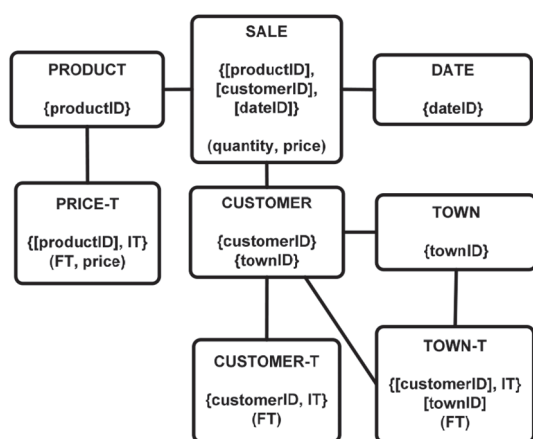 SALE
{[productID],
[customerID],
[dateID]}
(quantity, price)
PRODUCT
{productID}
DATE
{dateID}
PRICE-T
{[productID], IT}
(FT, price)
CUSTOMER
{customerID}
{townID}
TOWN
{townID}
CUSTOMER-T
{customerID, IT}
(FT)
TOWN-T
{[customerID], IT}
[townID]
(FT)